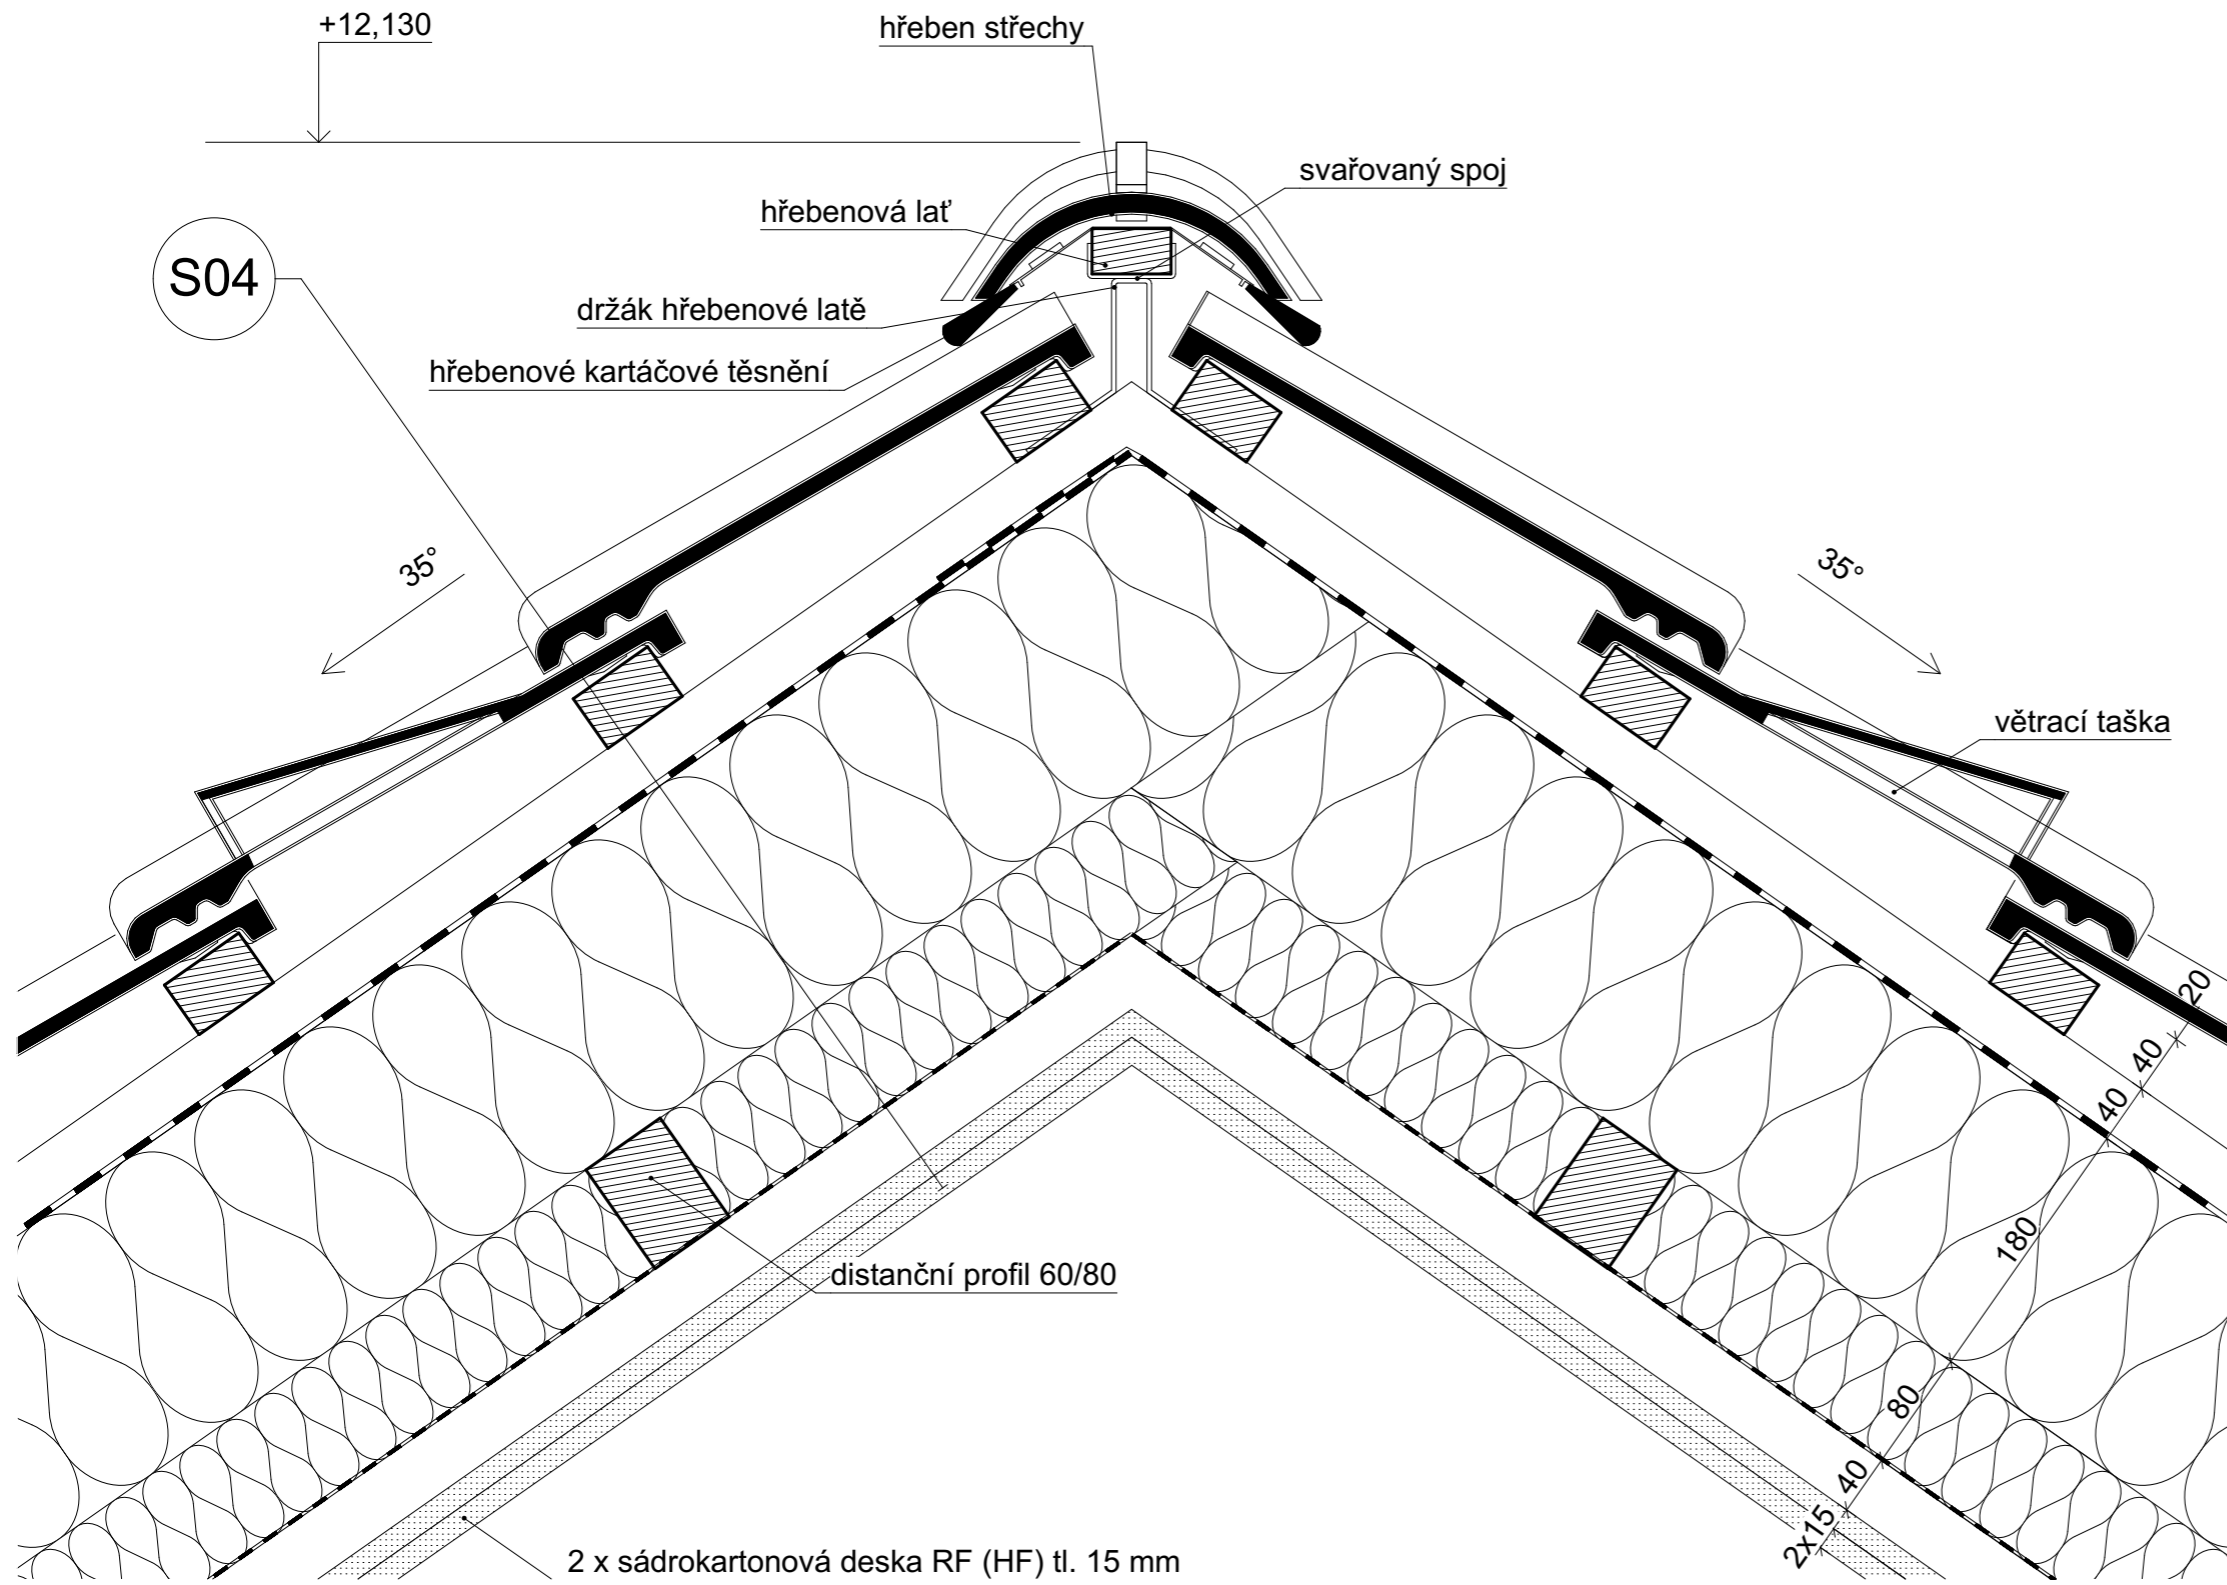 +12,130
hřeben střechy
svařovaný spoj
hřebenová lať
S04
držák hřebenové latě
hřebenové kartáčové těsnění
35°
35°
větrací taška
20
40
40
180
distanční profil 60/80
80
40
2x15
2 x sádrokartonová deska RF (HF) tl. 15 mm